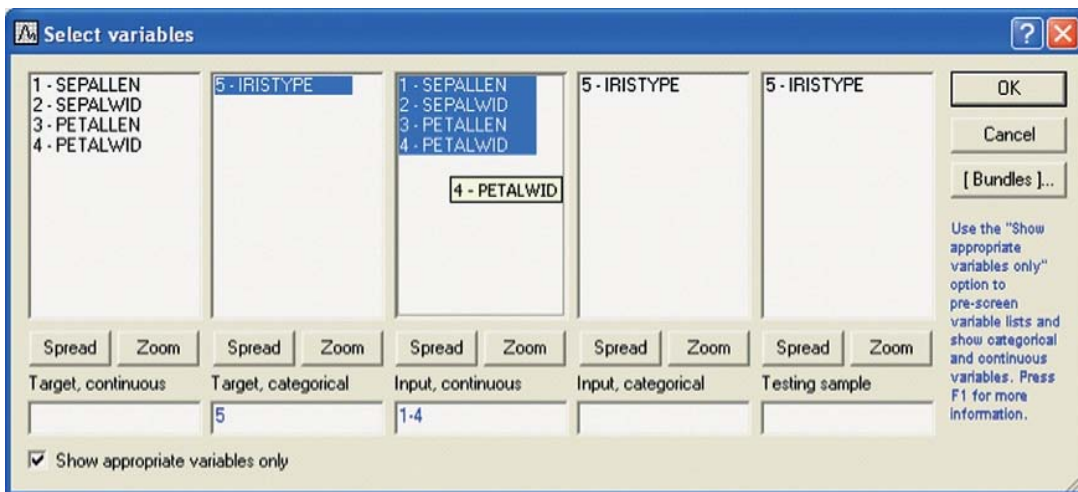 Select variables
1 - SEPALLEN
2 - SEPALWID
3 - PETALLEN
4 - PETALWID
5 - IRISTYPE
1 - SEPALLEN
2 - SEPALWID
3 - PETALLEN
4 - PETALWID
4 - PETALWID
5 - IRISTYPE
5 - IRISTYPE
OK
Cancel
[ Bundles ]...
Use the "Show
appropriate
variables only"
option to
pre-screen
variable lists and
show categorical
and continuous
variables. Press
F1 for more
information.
Spread Zoom Spread Zoom Spread Zoom Spread Zoom Spread Zoom
Target, continuous Target, categorical Input, continuous Input, categorical Testing sample
5 1-4
Show appropriate variables only